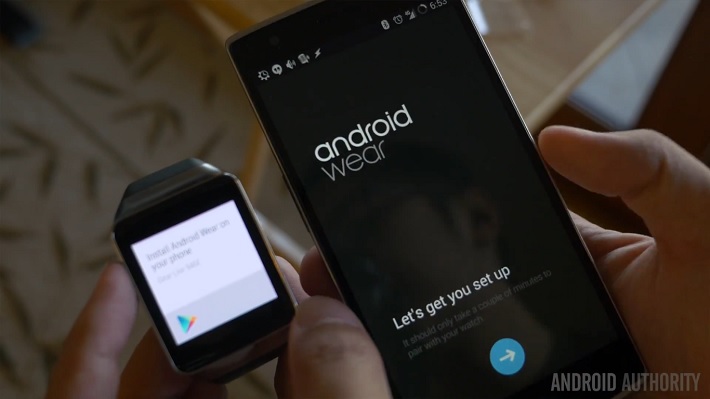 6:53
android
wear
Install Android Wear on
your phone
Gear Live
Let's get you set up
It should only take a couple of minutes to
pair with your watch.
ANDROID AUTHORITY